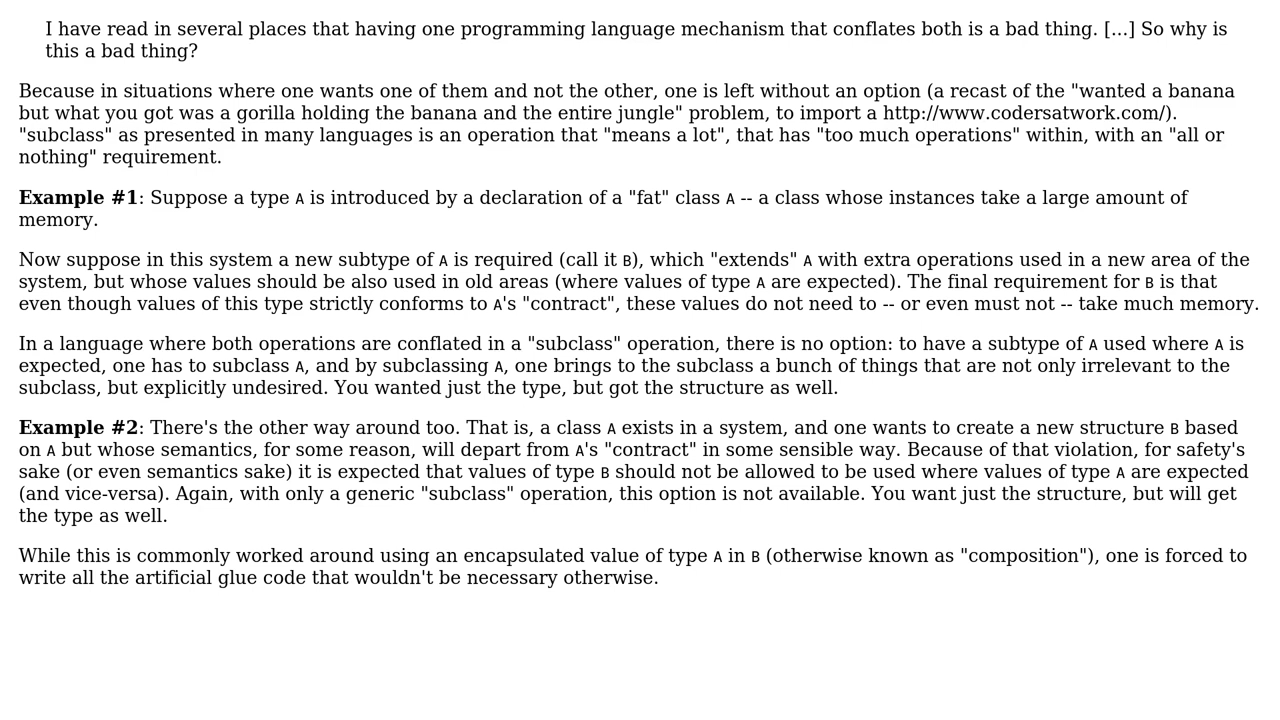 I have read in several places that having one programming language mechanism that conflates both is a bad thing. [...] So why is
this a bad thing?
Because in situations where one wants one of them and not the other, one is left without an option (a recast of the "wanted a banana
but what you got was a gorilla holding the banana and the entire jungle" problem, to import a http://www.codersatwork.com/).
"subclass" as presented in many languages is an operation that "means a lot", that has "too much operations" within, with an "all or
nothing" requirement.
Example #1: Suppose a type A is introduced by a declaration of a "fat" class A -- a class whose instances take a large amount of
memory.
Now suppose in this system a new subtype of A is required (call it B), which "extends" A with extra operations used in a new area of the
system, but whose values should be also used in old areas (where values of type A are expected). The final requirement for B is that
even though values of this type strictly conforms to A's "contract", these values do not need to -- or even must not -- take much memory.
In a language where both operations are conflated in a "subclass" operation, there is no option: to have a subtype of A used where A is
expected, one has to subclass A, and by subclassing A, one brings to the subclass a bunch of things that are not only irrelevant to the
subclass, but explicitly undesired. You wanted just the type, but got the structure as well.
Example #2: There's the other way around too. That is, a class A exists in a system, and one wants to create a new structure B based
on A but whose semantics, for some reason, will depart from A's "contract" in some sensible way. Because of that violation, for safety's
sake (or even semantics sake) it is expected that values of type B should not be allowed to be used where values of type A are expected
(and vice-versa). Again, with only a generic "subclass" operation, this option is not available. You want just the structure, but will get
the type as well.
While this is commonly worked around using an encapsulated value of type A in B (otherwise known as "composition"), one is forced to
write all the artificial glue code that wouldn't be necessary otherwise.